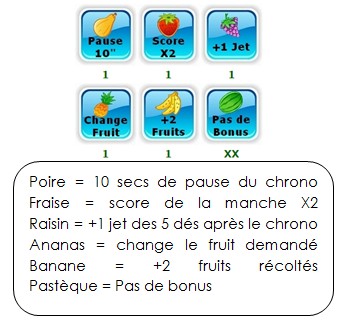 Pause 10"
Score X2
+1 Jet
1 1 1
Change Fruit
+2 Fruits
Pas de Bonus
1 1 XX
Poire = 10 secs de pause du chrono
Fraise = score de la manche X2
Raisin = +1 jet des 5 dés après le chrono
Ananas = change le fruit demandé
Banane = +2 fruits récoltés
Pastèque = Pas de bonus